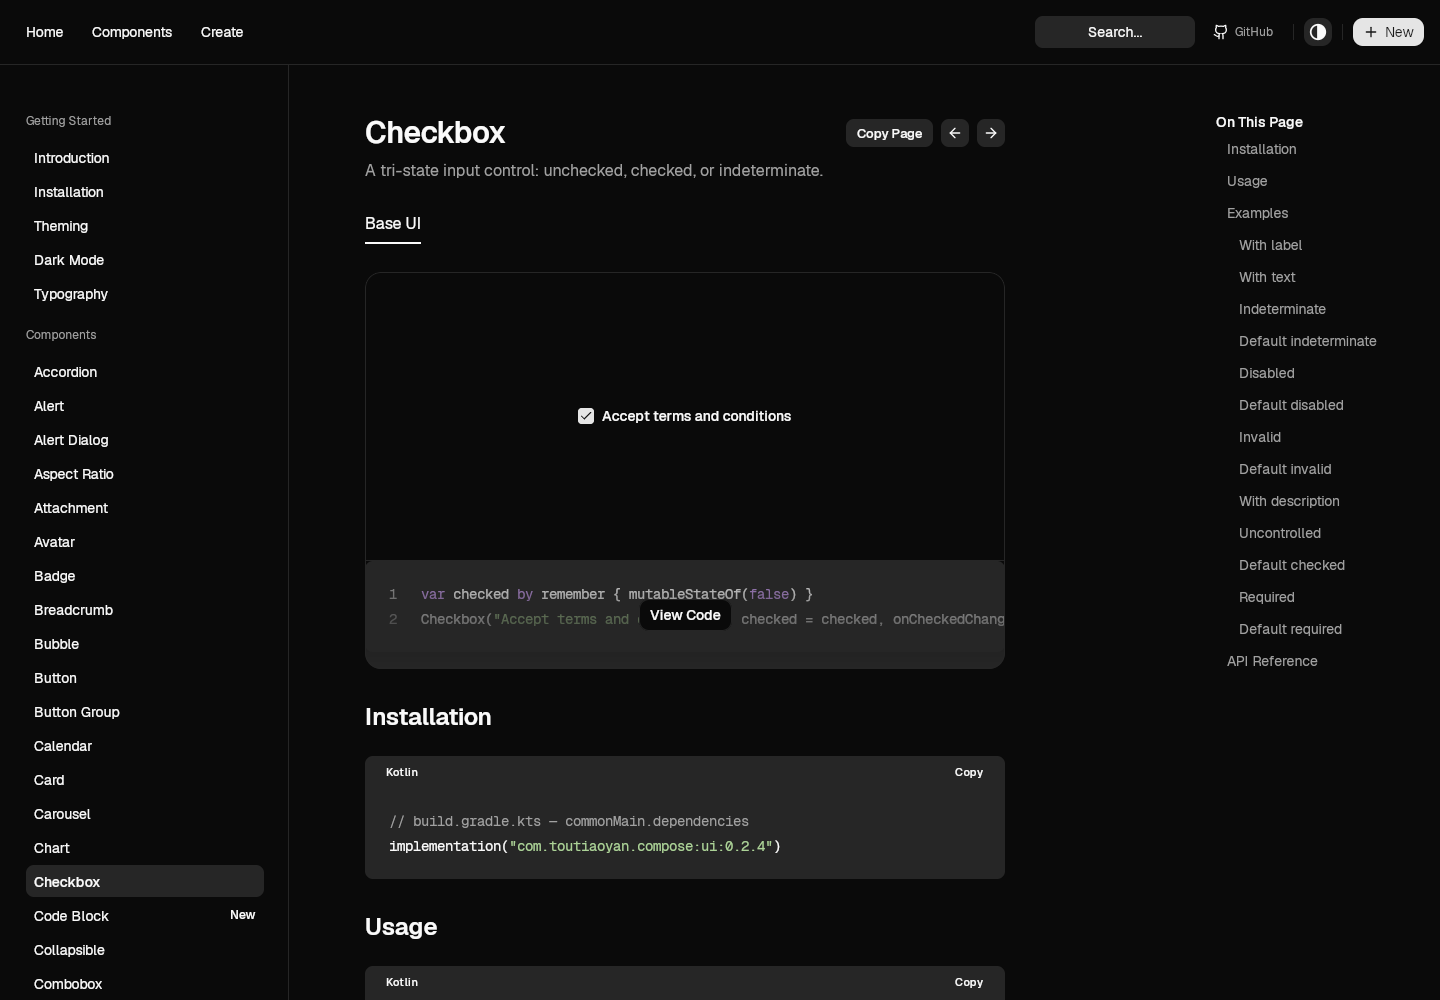 Home Components Create Search... GitHub New
Getting Started
Introduction
Installation
Theming
Dark Mode
Typography
Components
Accordion
Alert
Alert Dialog
Aspect Ratio
Attachment
Avatar
Badge
Breadcrumb
Bubble
Button
Button Group
Calendar
Card
Carousel
Chart
Checkbox
Code Block New
Collapsible
Combobox
Checkbox
Copy Page
A tri-state input control: unchecked, checked, or indeterminate.
Base UI
Accept terms and conditions
1 var checked by remember { mutableStateOf(false) }
2 Checkbox("Accept terms and checked = checked, onCheckedChang
View Code
Installation
Kotlin Copy
// build.gradle.kts — commonMain.dependencies
implementation("com.toutiaoyan.compose:ui:0.2.4")
Usage
Kotlin Copy
On This Page
Installation
Usage
Examples
With label
With text
Indeterminate
Default indeterminate
Disabled
Default disabled
Invalid
Default invalid
With description
Uncontrolled
Default checked
Required
Default required
API Reference